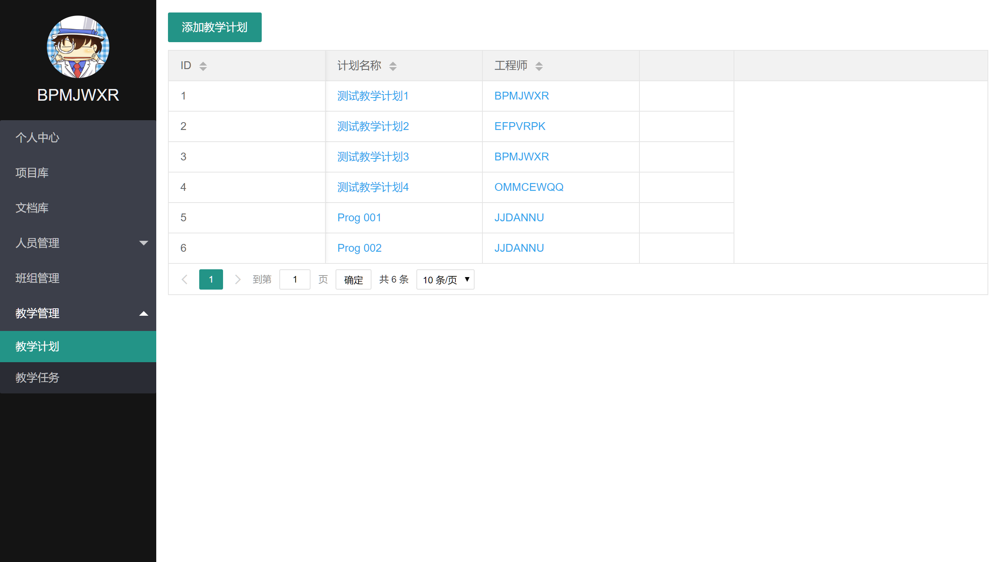 BPMJWXR
个人中心
项目库
文档库
人员管理
班组管理
教学管理
教学计划
教学任务
添加教学计划
ID 计划名称 工程师
1 测试教学计划1 BPMJWXR
2 测试教学计划2 EFPVRPK
3 测试教学计划3 BPMJWXR
4 测试教学计划4 OMMCEWQQ
5 Prog 001 JJDANNU
6 Prog 002 JJDANNU
1 到第 1 页 确定 共 6 条 10 条/页